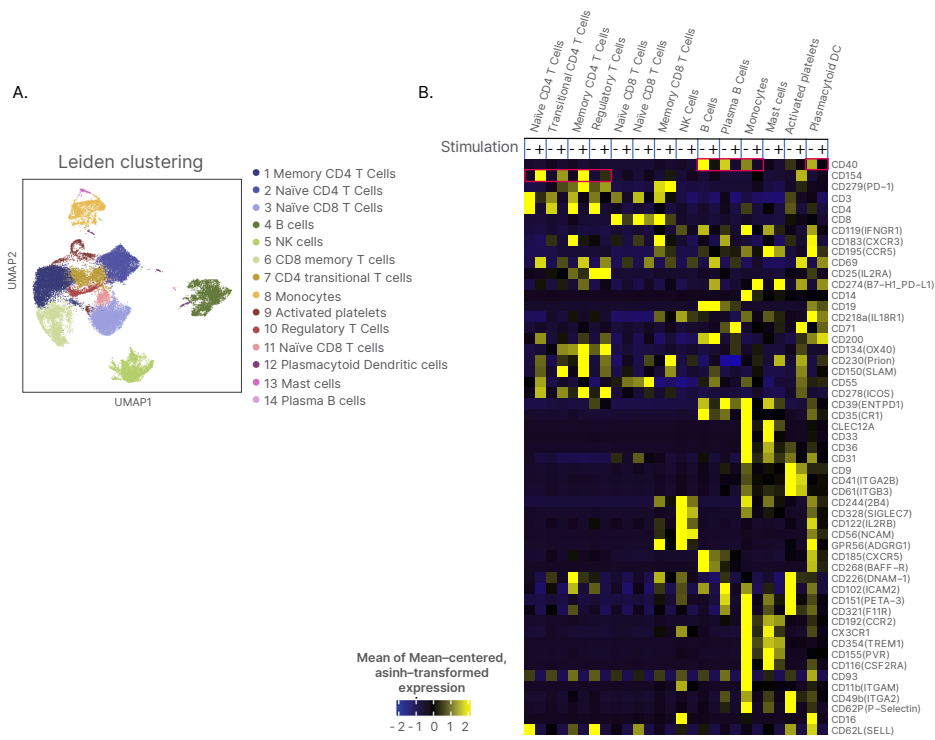 A.
B.
Naïve CD4 T Cells
Transitional CD4 T Cells
Memory CD4 T Cells
Regulatory T Cells
Naïve CD8 T Cells
Naïve CD8 T Cells
Memory CD8 T Cells
NK Cells
B Cells
Plasma B Cells
Monocytes
Mast cells
Activated platelets
Plasmacytoid DC
Stimulation
- + - + - + - + - + - + - + - + - + - + - + - + - + - +
Leiden clustering
UMAP2
UMAP1
1 Memory CD4 T Cells
2 Naïve CD4 T Cells
3 Naïve CD8 T Cells
4 B cells
5 NK cells
6 CD8 memory T cells
7 CD4 transitional T cells
8 Monocytes
9 Activated platelets
10 Regulatory T Cells
11 Naïve CD8 T cells
12 Plasmacytoid Dendritic cells
13 Mast cells
14 Plasma B cells
CD40
CD154
CD279(PD-1)
CD3
CD4
CD8
CD119(IFNGR1)
CD183(CXCR3)
CD195(CCR5)
CD69
CD25(IL2RA)
CD274(B7-H1_PD-L1)
CD14
CD19
CD218a(IL18R1)
CD71
CD200
CD134(OX40)
CD230(Prion)
CD150(SLAM)
CD55
CD278(ICOS)
CD39(ENTPD1)
CD35(CR1)
CLEC12A
CD33
CD36
CD31
CD9
CD41(ITGA2B)
CD61(ITGB3)
CD244(2B4)
CD328(SIGLEC7)
CD122(IL2RB)
CD56(NCAM)
GPR56(ADGRG1)
CD185(CXCR5)
CD268(BAFF-R)
CD226(DNAM-1)
CD102(ICAM2)
CD151(PETA-3)
CD321(F11R)
CD192(CCR2)
CX3CR1
CD354(TREM1)
CD155(PVR)
CD116(CSF2RA)
CD93
CD11b(ITGAM)
CD49b(ITGA2)
CD62P(P-Selectin)
CD16
CD62L(SELL)
Mean of Mean-centered,
asinh-transformed
expression
-2 -1 0 1 2